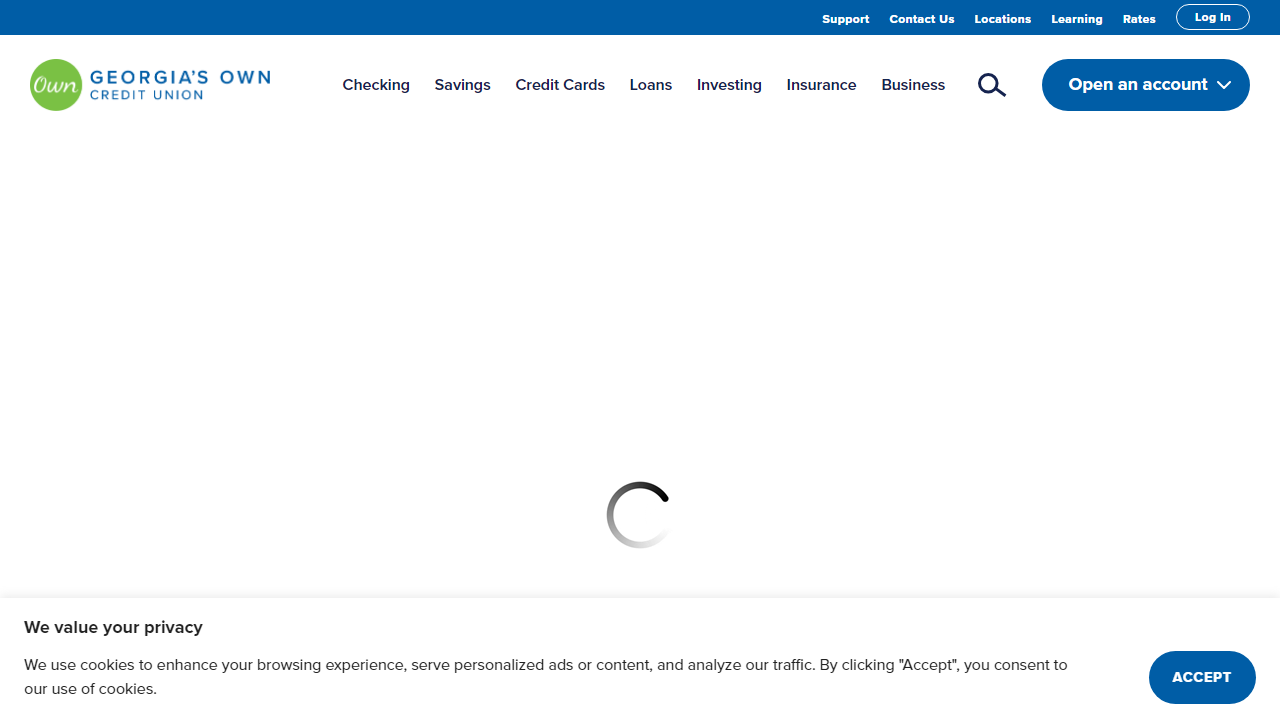 Support Contact Us Locations Learning Rates Log In
Own GEORGIA'S OWN
CREDIT UNION
Checking Savings Credit Cards Loans Investing Insurance Business Open an account
We value your privacy
We use cookies to enhance your browsing experience, serve personalized ads or content, and analyze our traffic. By clicking "Accept", you consent to
our use of cookies.
ACCEPT